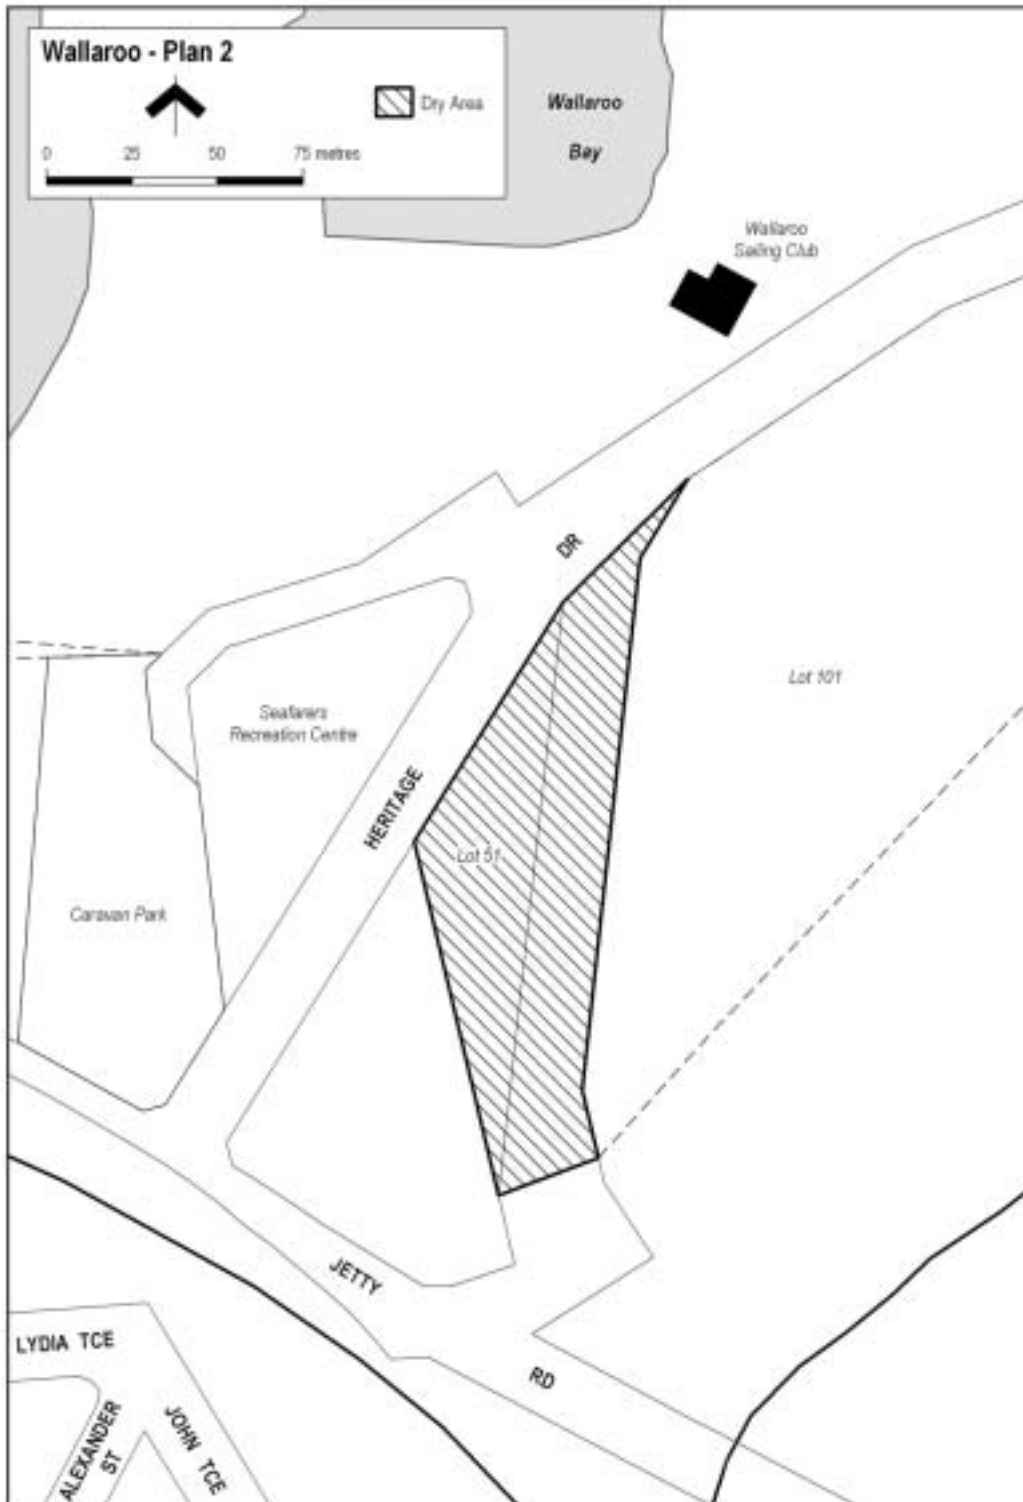 Wallaroo - Plan 2
Dry Area
0 25 50 75 metres
Wallaroo
Bay
Wallaroo
Sailing Club
DR
Lot 101
Seafarers
Recreation Centre
HERITAGE
Lot 51
Caravan Park
JETTY
RD
LYDIA TCE
ALEXANDER
ST
JOHN TCE